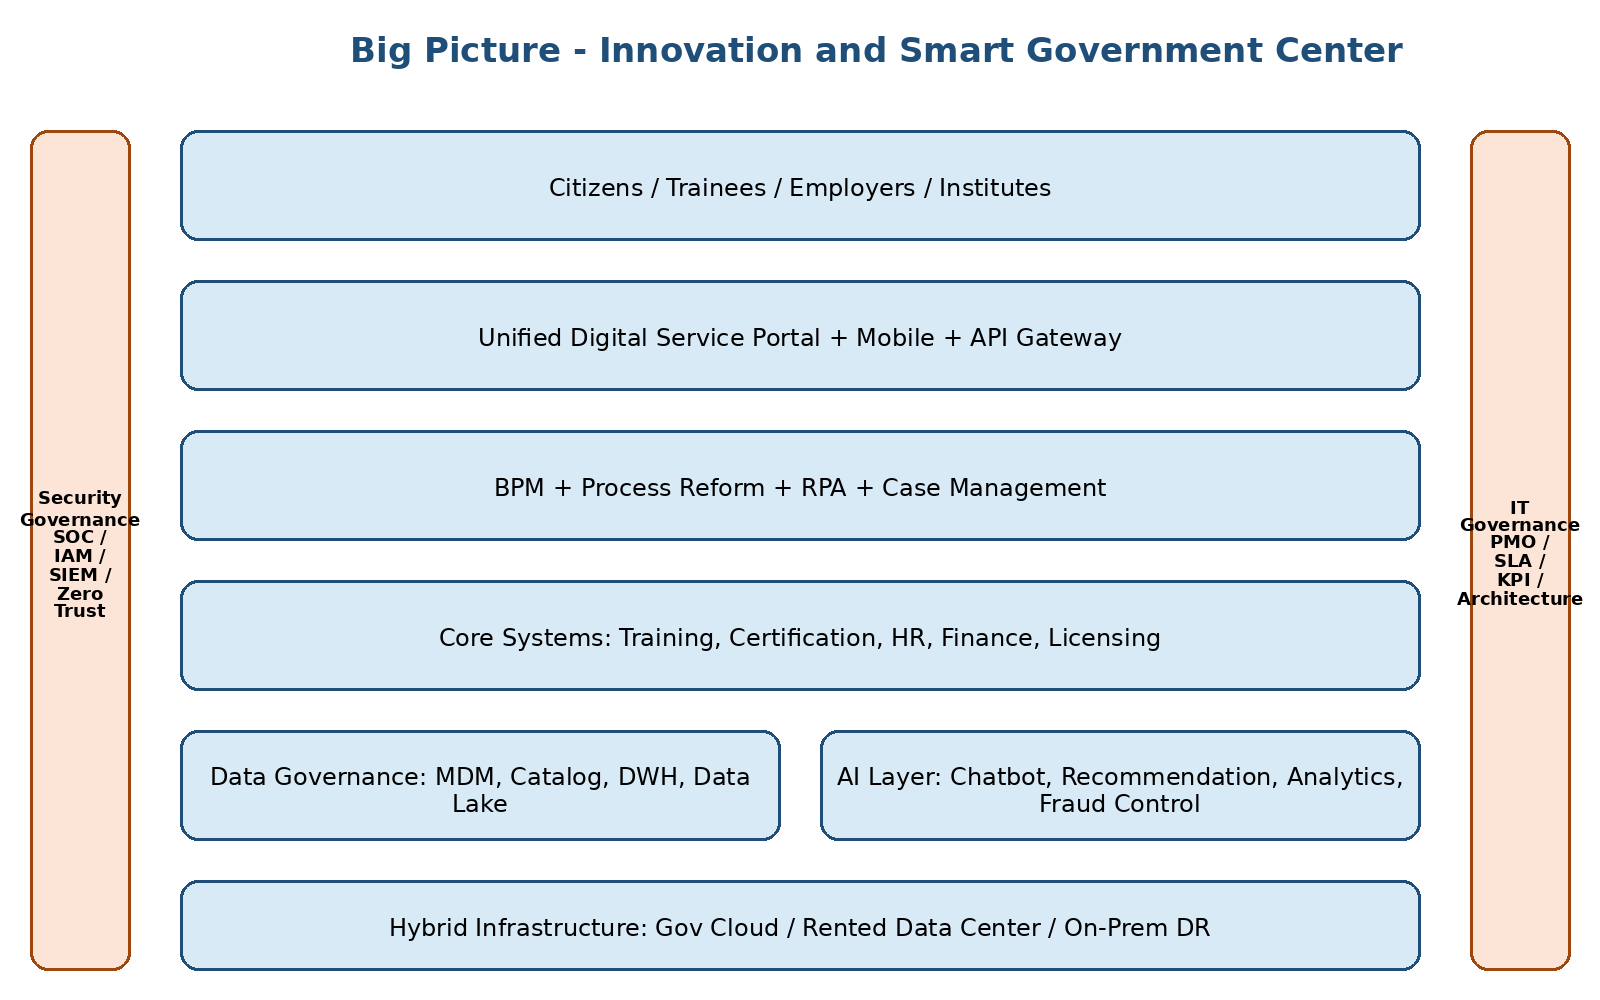 Big Picture - Innovation and Smart Government Center
Citizens / Trainees / Employers / Institutes
Unified Digital Service Portal + Mobile + API Gateway
BPM + Process Reform + RPA + Case Management
Core Systems: Training, Certification, HR, Finance, Licensing
Data Governance: MDM, Catalog, DWH, Data
Lake
AI Layer: Chatbot, Recommendation, Analytics,
Fraud Control
Hybrid Infrastructure: Gov Cloud / Rented Data Center / On-Prem DR
Security
Governance
SOC /
IAM /
SIEM /
Zero
Trust
IT
Governance
PMO /
SLA /
KPI /
Architecture